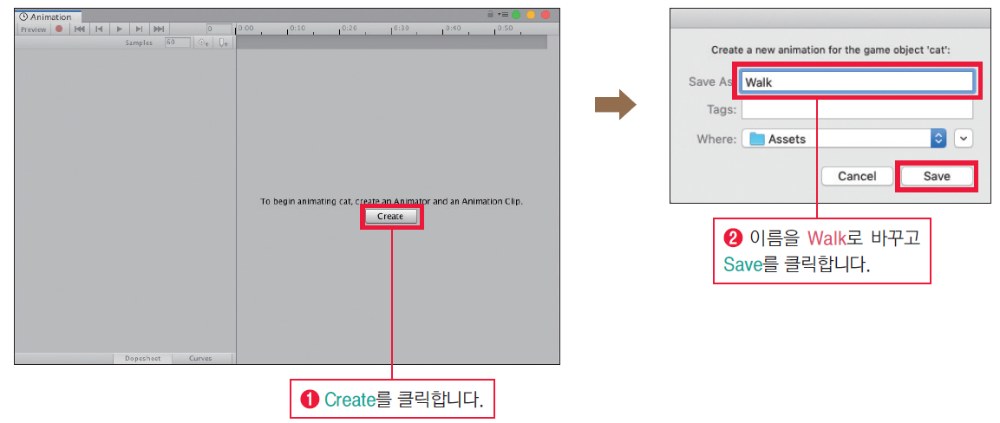 Animation
Preview 0 0:00 0:10 0:20 0:30 0:40 0:50
Samples 60
To begin animating cat, create an Animator and an Animation Clip.
Create
Dopesheet Curves
❶ Create를 클릭합니다.
Create a new animation for the game object 'cat':
Save As Walk
Tags:
Where: Assets
Cancel Save
❷ 이름을 Walk로 바꾸고
Save를 클릭합니다.